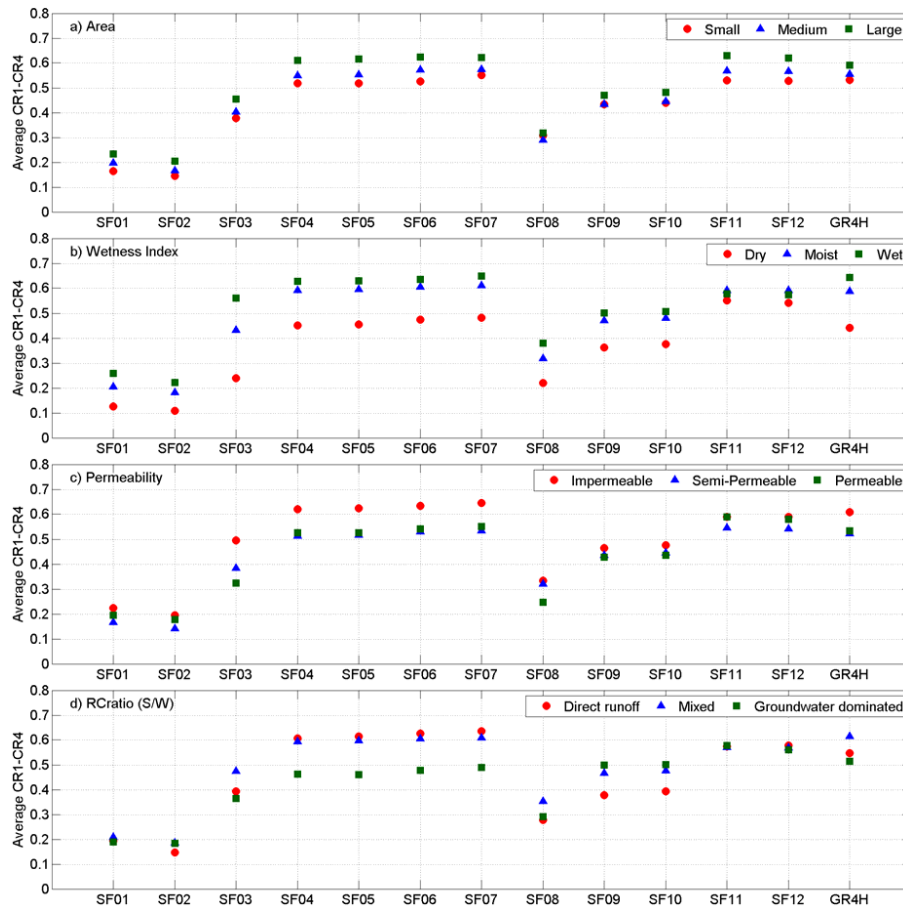 a) Area
Small Medium Large
Average CR1-CR4
0.8
0.7
0.6
0.5
0.4
0.3
0.2
0.1
0
SF01 SF02 SF03 SF04 SF05 SF06 SF07 SF08 SF09 SF10 SF11 SF12 GR4H
b) Wetness Index
Dry Moist Wet
Average CR1-CR4
0.8
0.7
0.6
0.5
0.4
0.3
0.2
0.1
0
SF01 SF02 SF03 SF04 SF05 SF06 SF07 SF08 SF09 SF10 SF11 SF12 GR4H
c) Permeability
Impermeable Semi-Permeable Permeable
Average CR1-CR4
0.8
0.7
0.6
0.5
0.4
0.3
0.2
0.1
0
SF01 SF02 SF03 SF04 SF05 SF06 SF07 SF08 SF09 SF10 SF11 SF12 GR4H
d) RCratio (S/W)
Direct runoff Mixed Groundwater dominated
Average CR1-CR4
0.8
0.7
0.6
0.5
0.4
0.3
0.2
0.1
0
SF01 SF02 SF03 SF04 SF05 SF06 SF07 SF08 SF09 SF10 SF11 SF12 GR4H